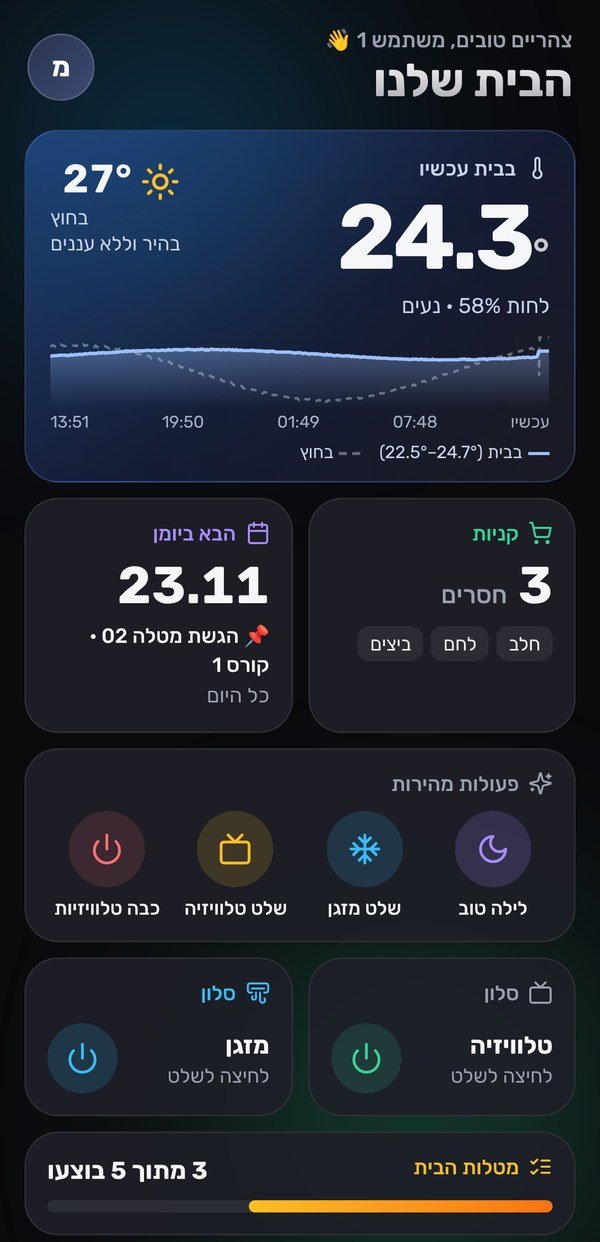 צהריים טובים, משתמש 1 👋
הבית שלנו
מ
בבית עכשיו
24.3°
לחות 58% • נעים
27°
בחוץ
בהיר וללא עננים
13:51 19:50 01:49 07:48 עכשיו
בבית (22.5°–24.7°) בחוץ
קניות
3 חסרים
חלב לחם ביצים
הבא ביומן
23.11
📌 הגשת מטלה 02 •
קורס 1
כל היום
פעולות מהירות
לילה טוב
שלט מזגן
שלט טלוויזיה
כבה טלוויזיות
סלון
טלוויזיה
לחיצה לשלט
סלון
מזגן
לחיצה לשלט
מטלות הבית
3 מתוך 5 בוצעו